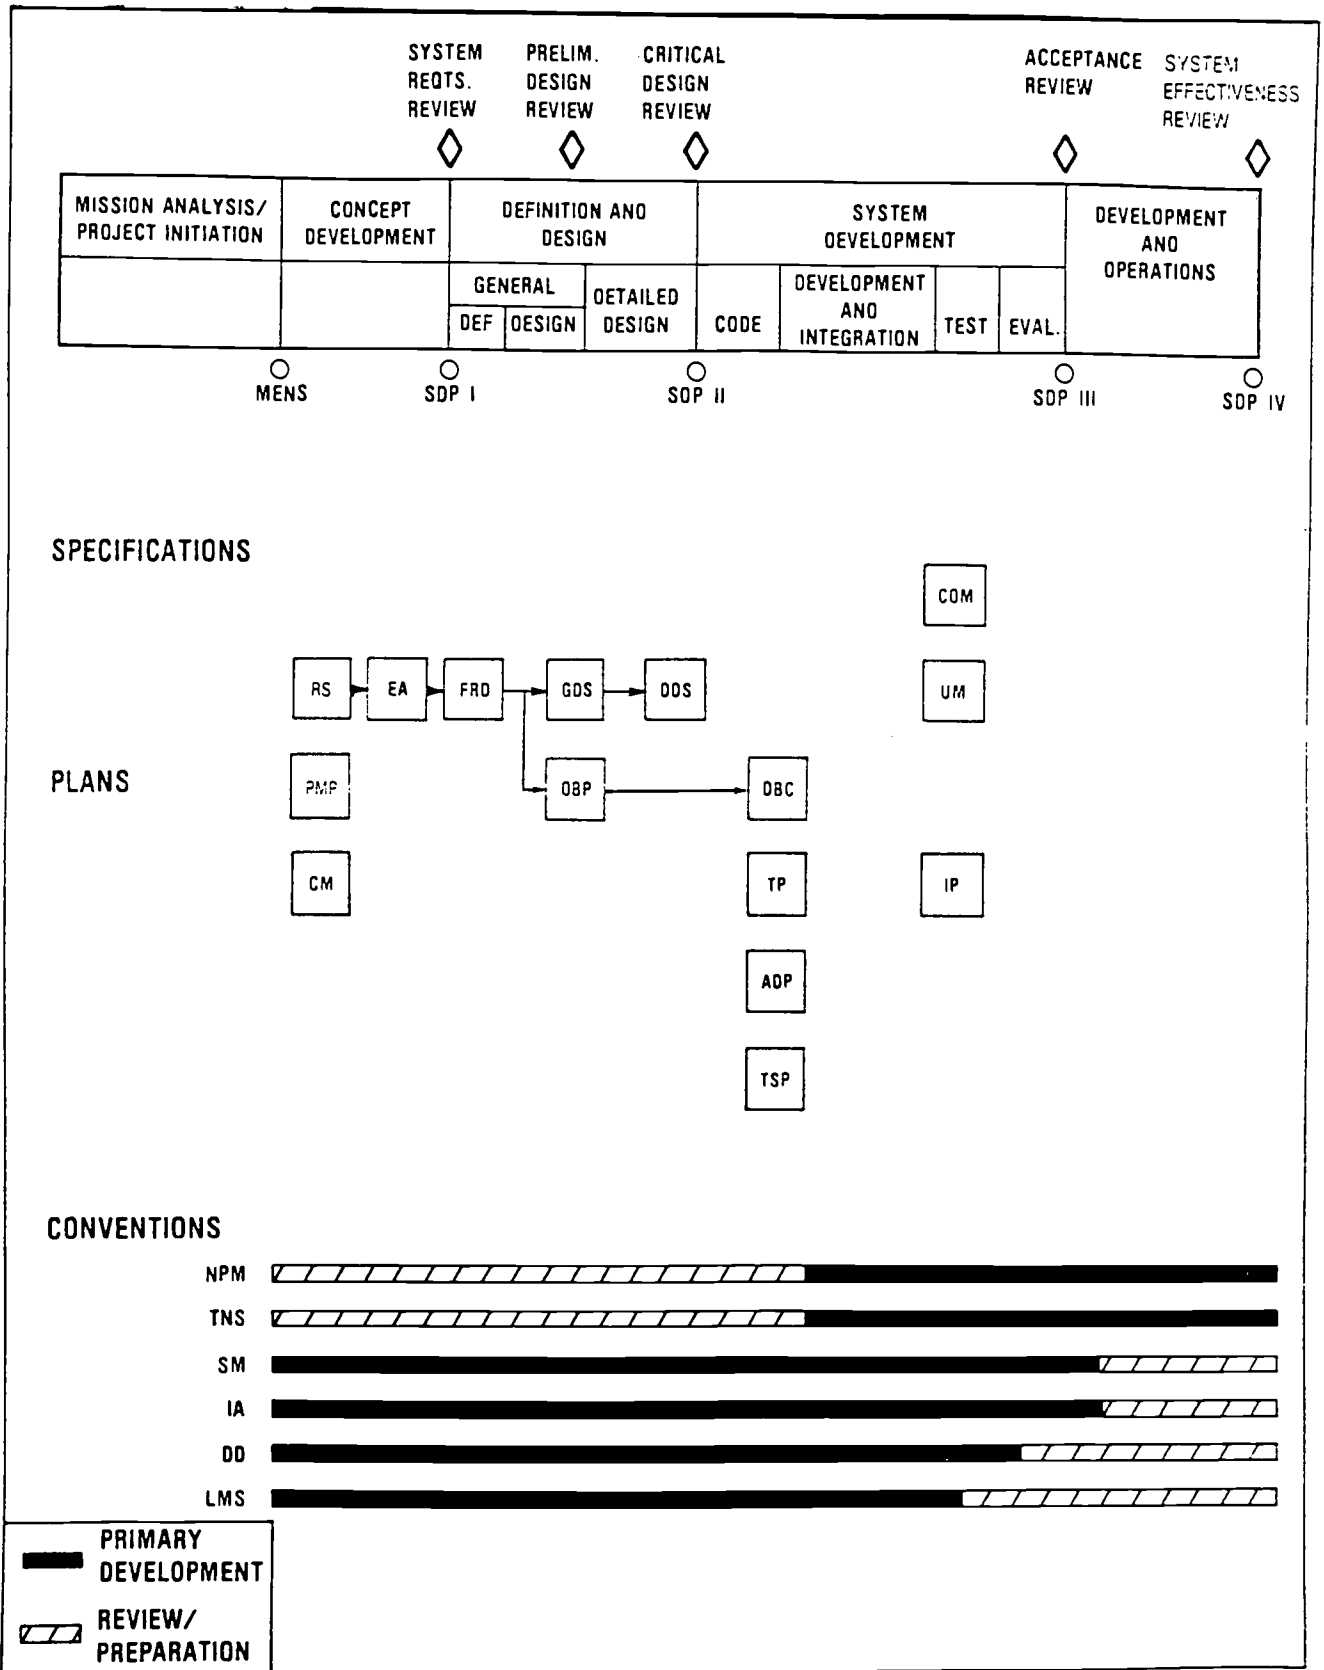 SYSTEM
REQTS.
REVIEW
PRELIM.
DESIGN
REVIEW
CRITICAL
DESIGN
REVIEW
ACCEPTANCE
REVIEW
SYSTEM
EFFECTIVENESS
REVIEW
MISSION ANALYSIS/
PROJECT INITIATION
CONCEPT
DEVELOPMENT
DEFINITION AND
DESIGN
SYSTEM
DEVELOPMENT
DEVELOPMENT
AND
OPERATIONS
GENERAL
DEF
DESIGN
DETAILED
DESIGN
CODE
DEVELOPMENT
AND
INTEGRATION
TEST
EVAL.
MENS
SDP I
SDP II
SDP III
SDP IV
SPECIFICATIONS
COM
RS
EA
FRD
GDS
DDS
UM
PLANS
PMP
DBP
DBC
CM
TP
IP
ADP
TSP
CONVENTIONS
NPM
TNS
SM
IA
DD
LMS
PRIMARY
DEVELOPMENT
REVIEW/
PREPARATION